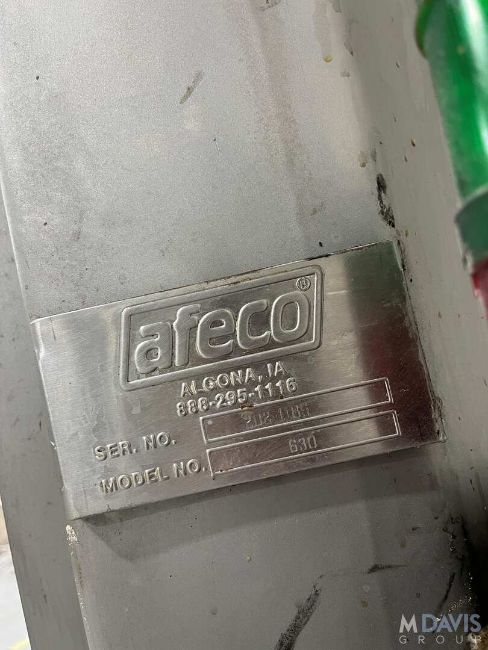 afeco®
ALGONA, IA
888-295-1116
SER. NO.
MODEL NO. 630
MDAVIS
GROUP